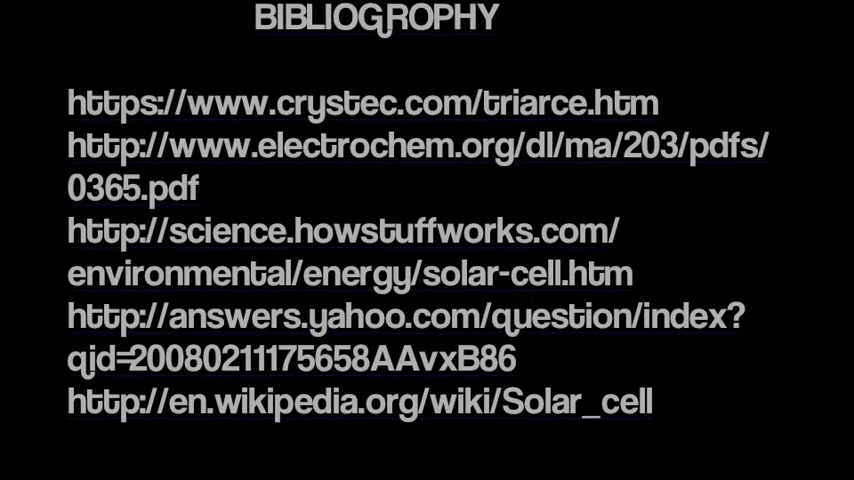 BIBLIOGROPHY
https://www.crystec.com/triarce.htm
http://www.electrochem.org/dl/ma/203/pdfs/
0365.pdf
http://science.howstuffworks.com/
environmental/energy/solar-cell.htm
http://answers.yahoo.com/question/index?
qid=20080211175658AAvxB86
http://en.wikipedia.org/wiki/Solar_cell